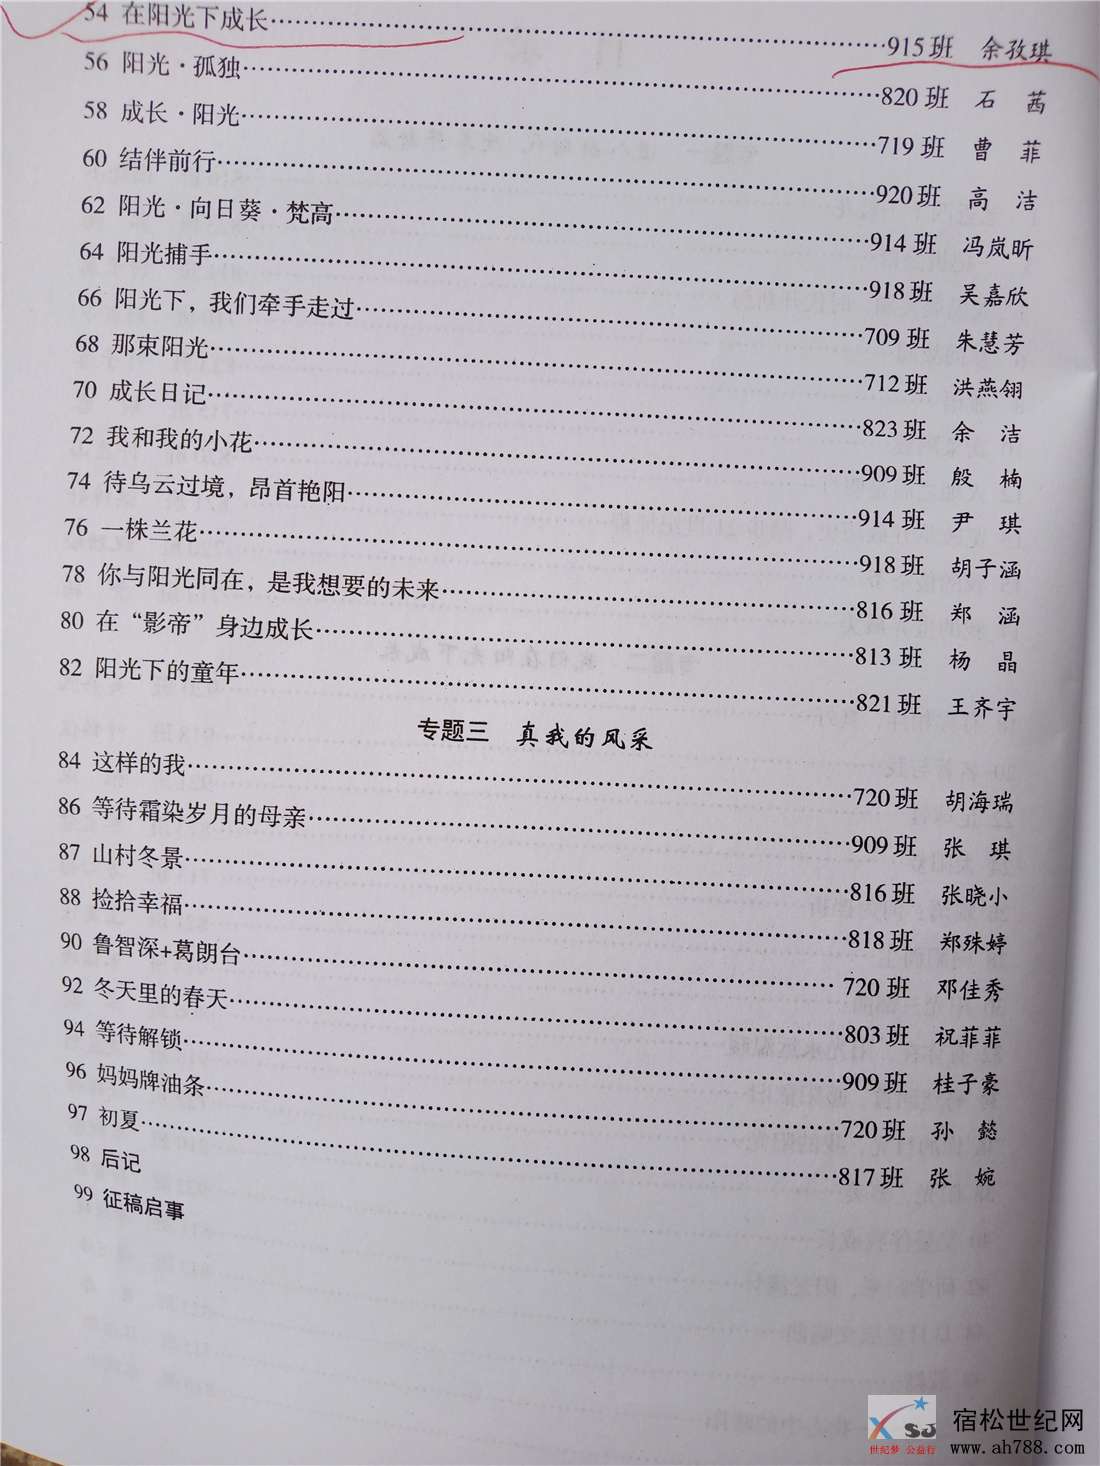 54 在阳光下成长……915班 余孜琪
56 阳光·孤独……820班 石 茜
58 成长·阳光……719班 曹 菲
60 结伴前行……920班 高 洁
62 阳光·向日葵·梵高……914班 冯岚昕
64 阳光捕手……918班 吴嘉欣
66 阳光下，我们牵手走过……709班 朱慧芳
68 那束阳光……712班 洪燕翎
70 成长日记……823班 余 洁
72 我和我的小花……909班 殷 楠
74 待乌云过境，昂首艳阳……914班 尹 琪
76 一株兰花……918班 胡子涵
78 你与阳光同在，是我想要的未来……816班 郑 涵
80 在“影帝”身边成长……813班 杨 晶
82 阳光下的童年……821班 王齐宇
专题三 真我的风采
84 这样的我……720班 胡海瑞
86 等待霜染岁月的母亲……909班 张 琪
87 山村冬景……816班 张晓小
88 捡拾幸福……818班 郑殊婷
90 鲁智深+葛朗台……720班 邓佳秀
92 冬天里的春天……803班 祝菲菲
94 等待解锁……909班 桂子豪
96 妈妈牌油条……720班 孙 懿
97 初夏……817班 张 婉
98 后记
99 征稿启事
XSJ
世纪梦 公益行
宿松世纪网
www.ah788.com